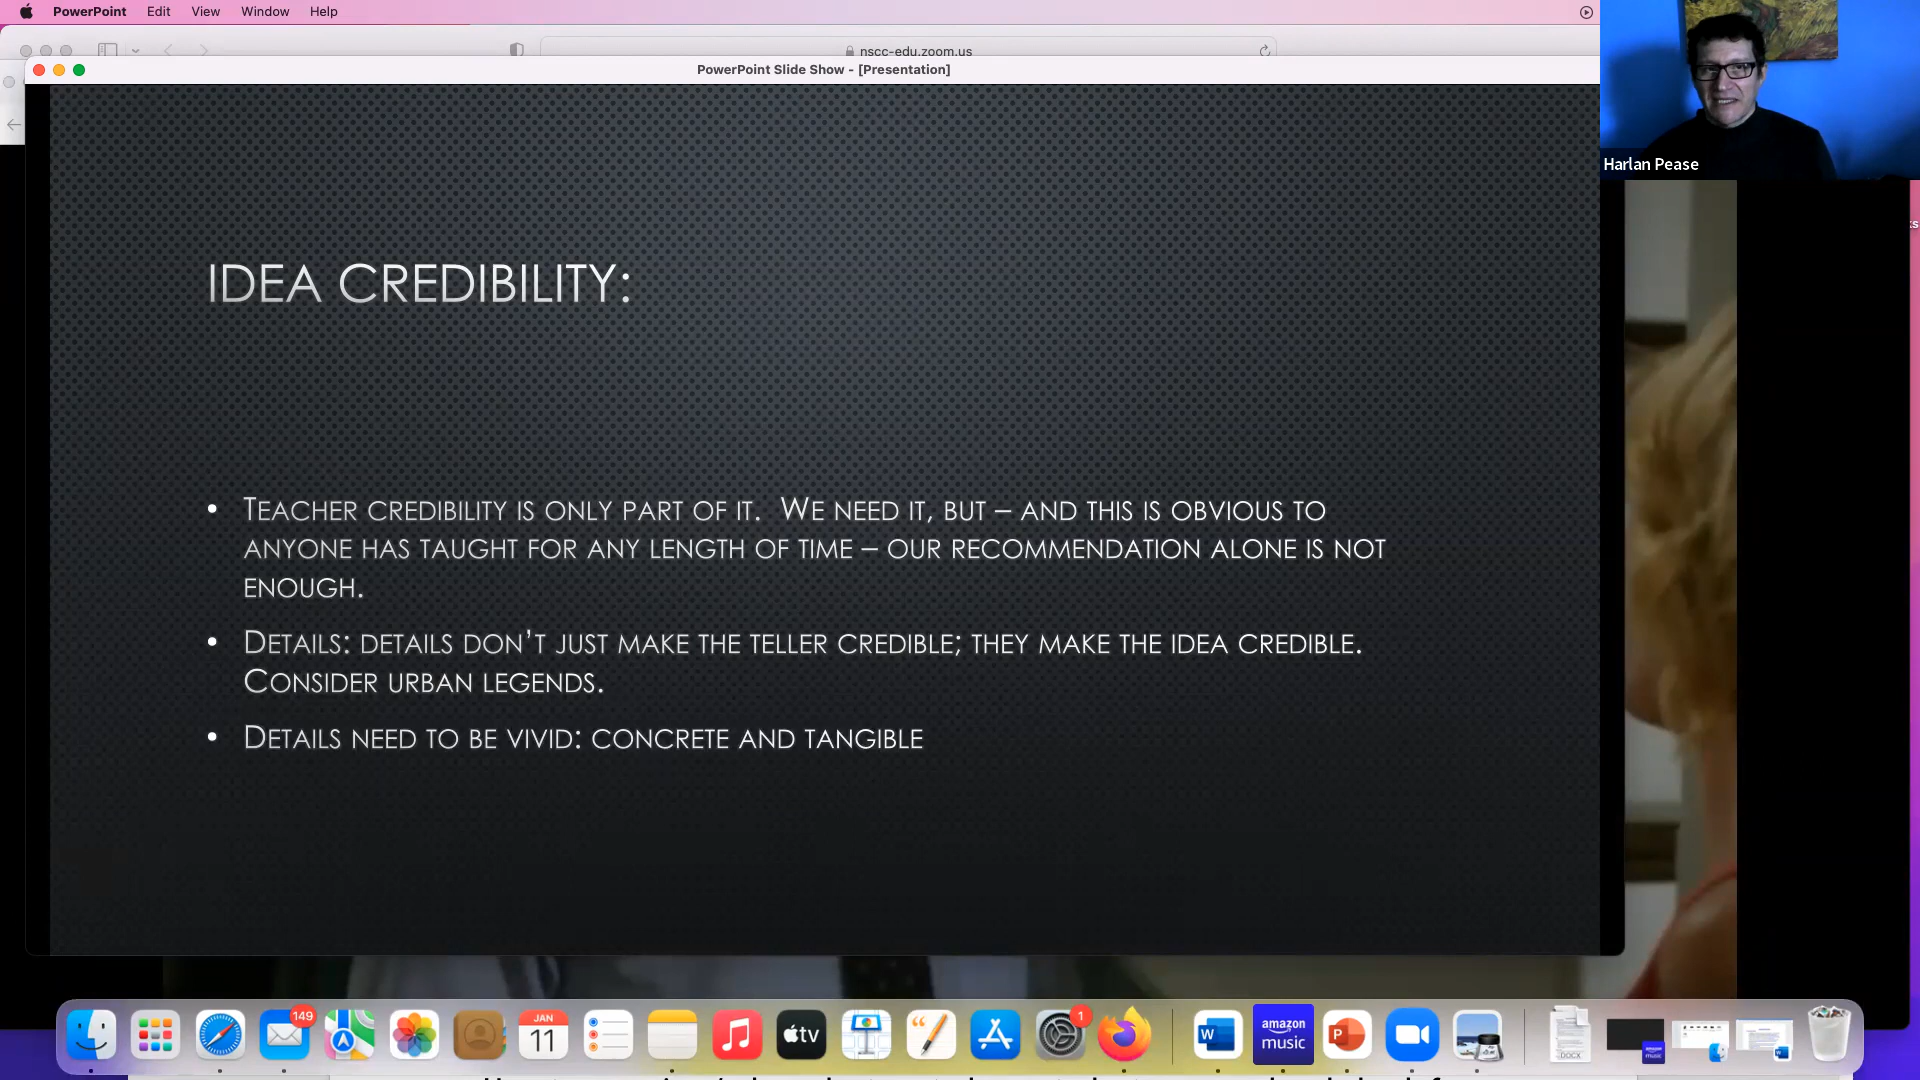 PowerPoint Edit View Window Help
nscc-edu.zoom.us
PowerPoint Slide Show - [Presentation]
Harlan Pease
IDEA CREDIBILITY:
• TEACHER CREDIBILITY IS ONLY PART OF IT. WE NEED IT, BUT – AND THIS IS OBVIOUS TO
ANYONE HAS TAUGHT FOR ANY LENGTH OF TIME – OUR RECOMMENDATION ALONE IS NOT
ENOUGH.
• DETAILS: DETAILS DON’T JUST MAKE THE TELLER CREDIBLE; THEY MAKE THE IDEA CREDIBLE.
CONSIDER URBAN LEGENDS.
• DETAILS NEED TO BE VIVID: CONCRETE AND TANGIBLE
149
JAN
11
tv
1
W
amazon
music
P
DOCX